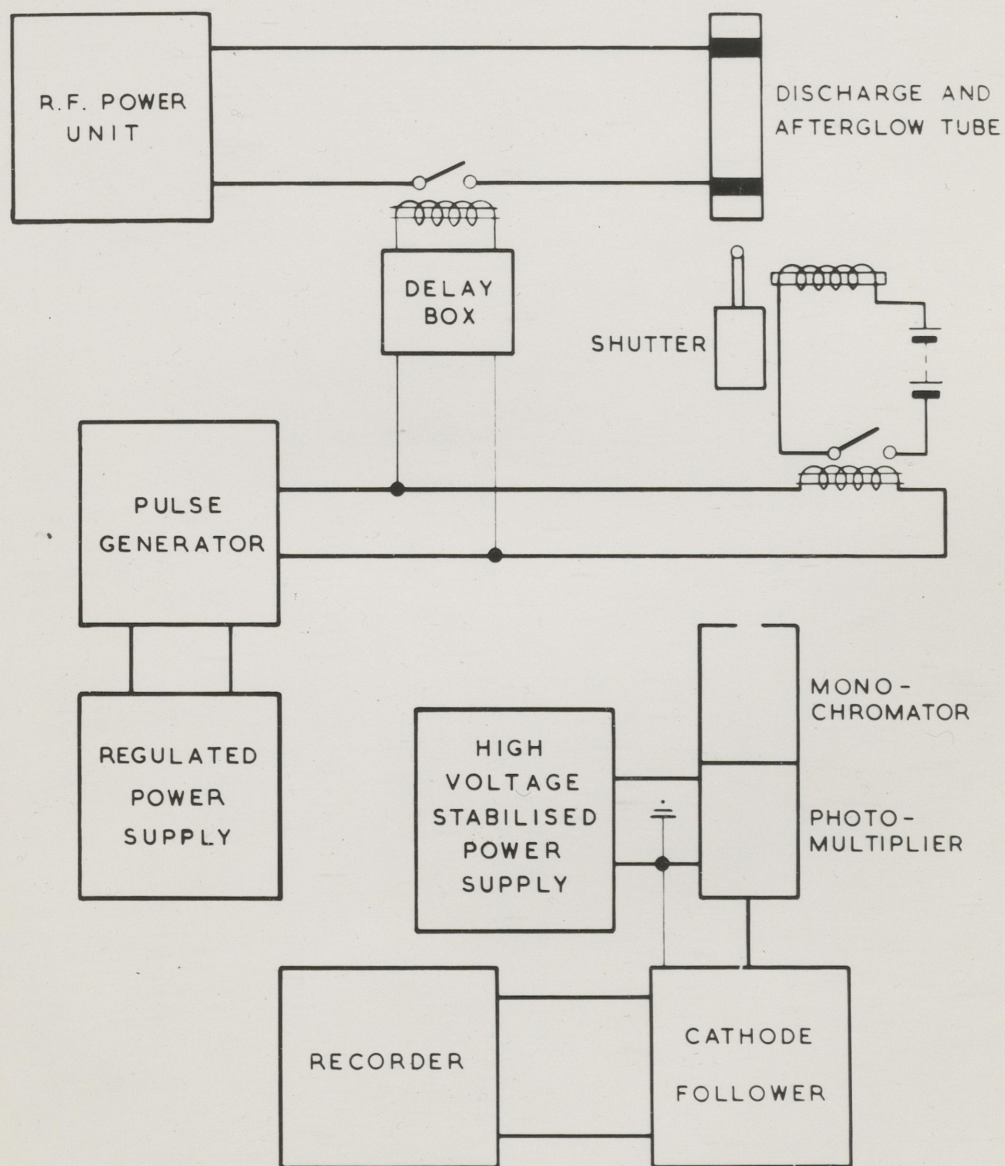 R.F. POWER
UNIT
DISCHARGE AND
AFTERGLOW TUBE
DELAY
BOX
SHUTTER
PULSE
GENERATOR
MONO-
CHROMATOR
REGULATED
POWER
SUPPLY
HIGH
VOLTAGE
STABILISED
POWER
SUPPLY
PHOTO-
MULTIPLIER
RECORDER
CATHODE
FOLLOWER